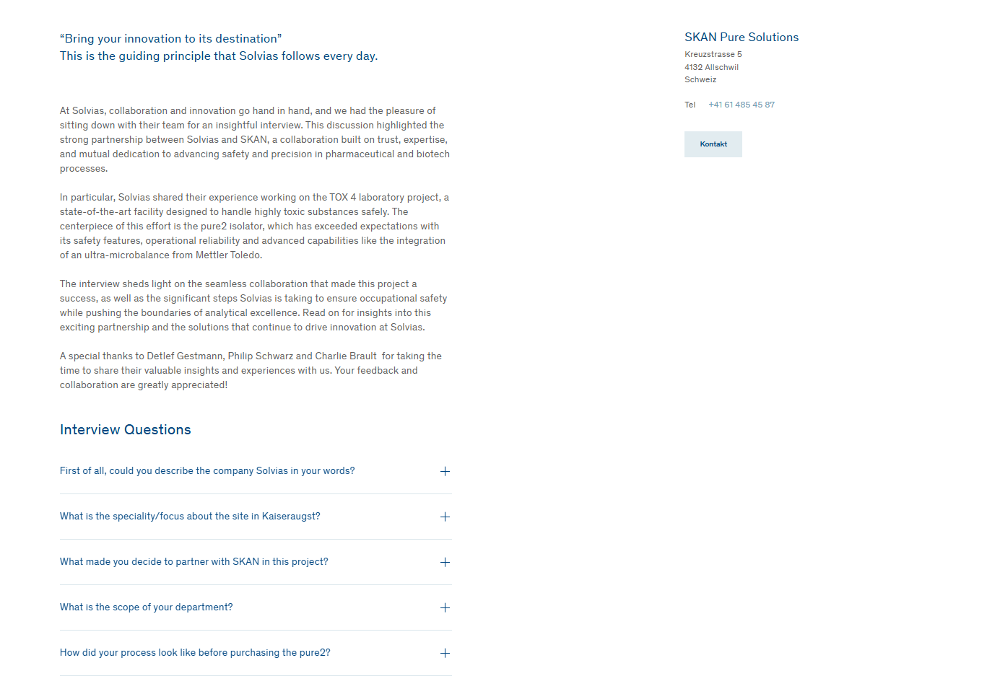 “Bring your innovation to its destination”
This is the guiding principle that Solvias follows every day.
At Solvias, collaboration and innovation go hand in hand, and we had the pleasure of
sitting down with their team for an insightful interview. This discussion highlighted the
strong partnership between Solvias and SKAN, a collaboration built on trust, expertise,
and mutual dedication to advancing safety and precision in pharmaceutical and biotech
processes.
In particular, Solvias shared their experience working on the TOX 4 laboratory project, a
state-of-the-art facility designed to handle highly toxic substances safely. The
centerpiece of this effort is the pure2 isolator, which has exceeded expectations with
its safety features, operational reliability and advanced capabilities like the integration
of an ultra-microbalance from Mettler Toledo.
The interview sheds light on the seamless collaboration that made this project a
success, as well as the significant steps Solvias is taking to ensure occupational safety
while pushing the boundaries of analytical excellence. Read on for insights into this
exciting partnership and the solutions that continue to drive innovation at Solvias.
A special thanks to Detlef Gestmann, Philip Schwarz and Charlie Brault  for taking the
time to share their valuable insights and experiences with us. Your feedback and
collaboration are greatly appreciated!
Interview Questions
First of all, could you describe the company Solvias in your words?
What is the speciality/focus about the site in Kaiseraugst?
What made you decide to partner with SKAN in this project?
What is the scope of your department?
How did your process look like before purchasing the pure2?
SKAN Pure Solutions
Kreuzstrasse 5
4132 Allschwil
Schweiz
Tel +41 61 485 45 87
Kontakt